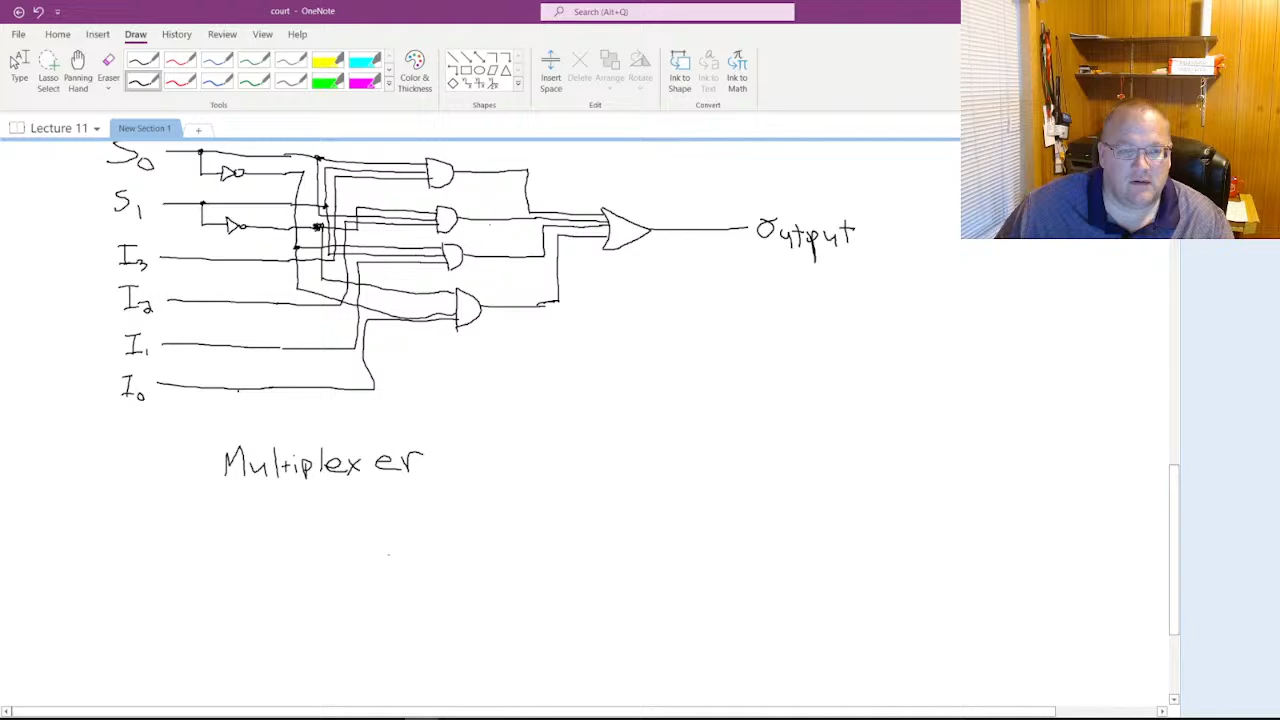 court - OneNote
Search (Alt+Q)
File Home Insert Draw History Review View Help
Type Lasso Select Panning Hand Eraser Thickness Insert Space Delete Arrange Rotate Ink to Shape Ink to Text Ink to Math
Tools Shapes Edit Convert
Lecture 11 New Section 1 +
S0
S1
I3
I2
I1
I0
Output
Multiplexer